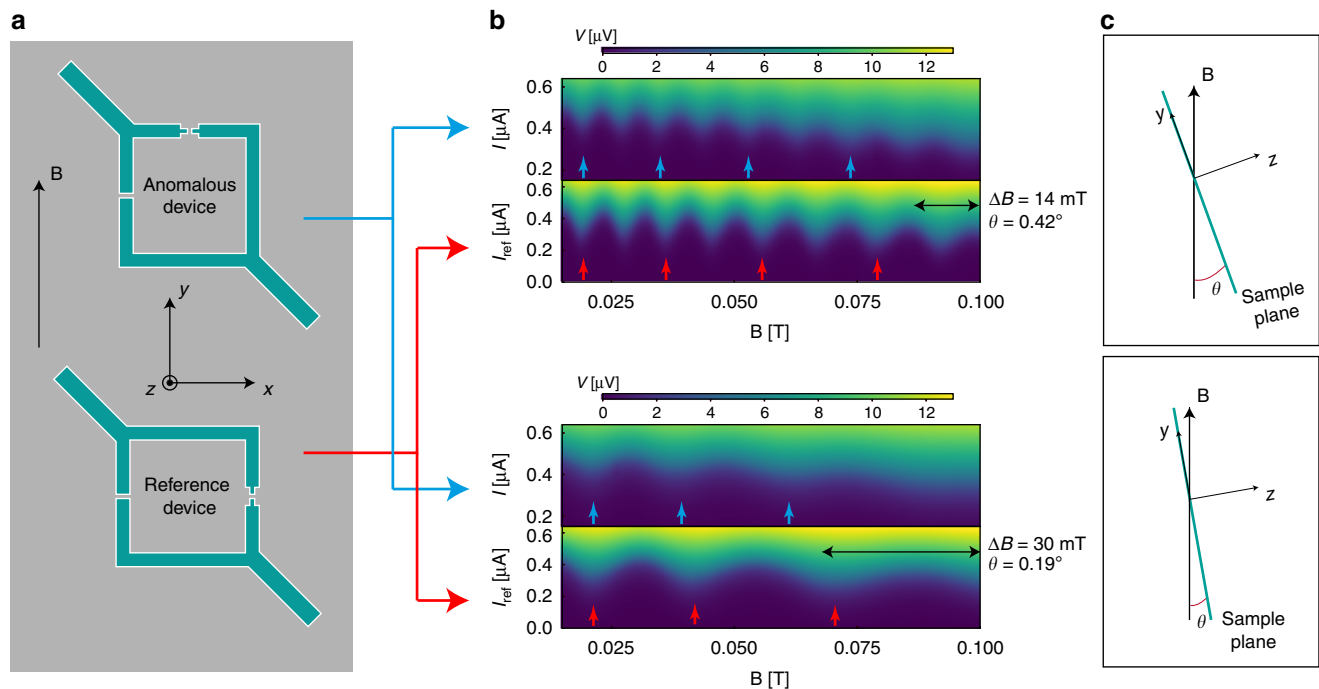 a
B
Anomalous
device
y
z
x
Reference
device
b
V [μV]
0 2 4 6 8 10 12
I [μA]
0.6
0.4
0.2
I_ref [μA]
0.6
0.4
0.2
0.0
ΔB = 14 mT
θ = 0.42°
0.025 0.050 0.075 0.100
B [T]
V [μV]
0 2 4 6 8 10 12
I [μA]
0.6
0.4
0.2
I_ref [μA]
0.6
0.4
0.2
0.0
ΔB = 30 mT
θ = 0.19°
0.025 0.050 0.075 0.100
B [T]
c
B
y
z
θ
Sample
plane
B
y
z
θ
Sample
plane